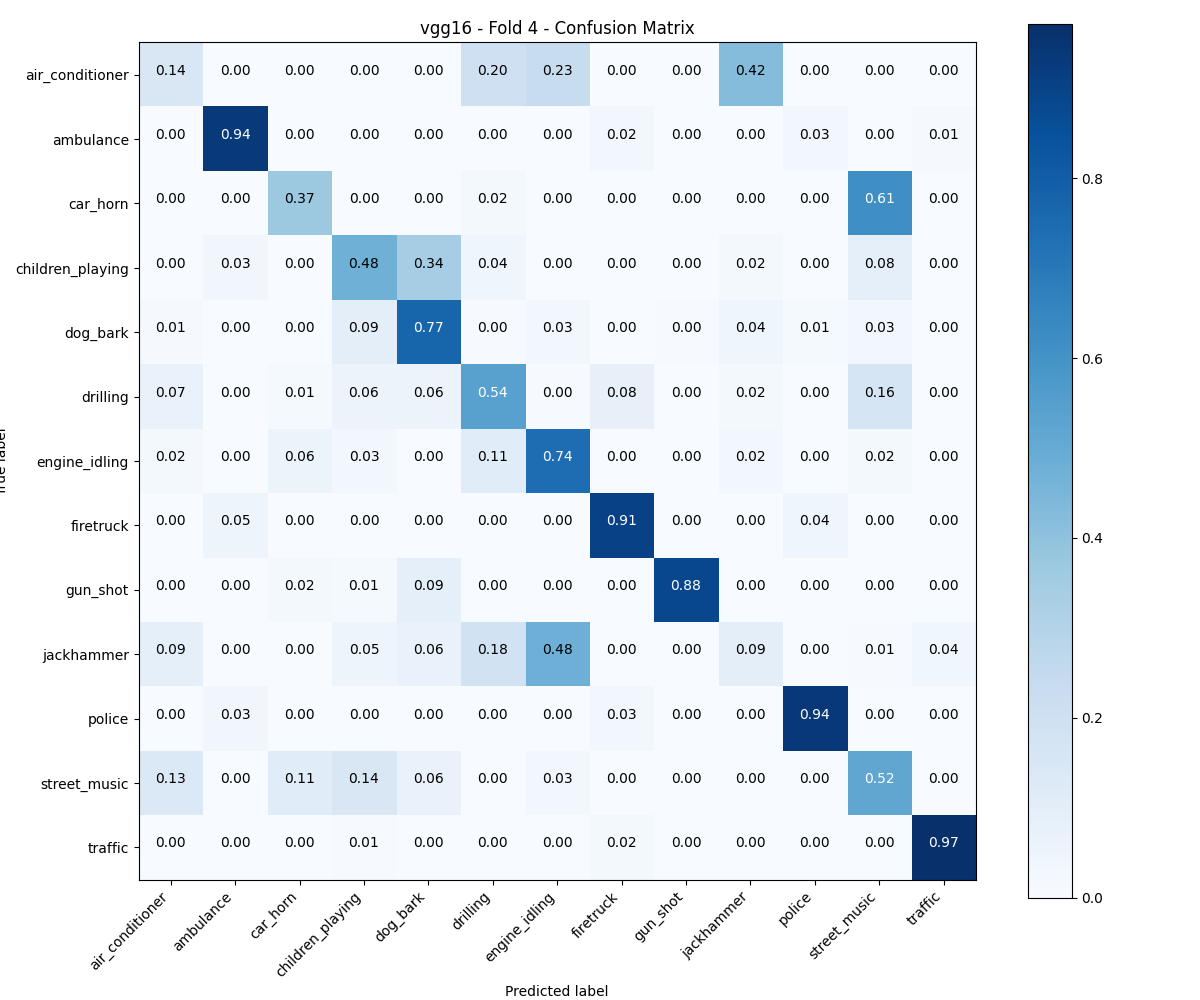 vgg16 - Fold 4 - Confusion Matrix
air_conditioner 0.14 0.00 0.00 0.00 0.00 0.20 0.23 0.00 0.00 0.42 0.00 0.00 0.00
ambulance 0.00 0.94 0.00 0.00 0.00 0.00 0.00 0.02 0.00 0.00 0.03 0.00 0.01
car_horn 0.00 0.00 0.37 0.00 0.00 0.02 0.00 0.00 0.00 0.00 0.00 0.61 0.00
children_playing 0.00 0.03 0.00 0.48 0.34 0.04 0.00 0.00 0.00 0.02 0.00 0.08 0.00
dog_bark 0.01 0.00 0.00 0.09 0.77 0.00 0.03 0.00 0.00 0.04 0.01 0.03 0.00
drilling 0.07 0.00 0.01 0.06 0.06 0.54 0.00 0.08 0.00 0.02 0.00 0.16 0.00
engine_idling 0.02 0.00 0.06 0.03 0.00 0.11 0.74 0.00 0.00 0.02 0.00 0.02 0.00
firetruck 0.00 0.05 0.00 0.00 0.00 0.00 0.00 0.91 0.00 0.00 0.04 0.00 0.00
gun_shot 0.00 0.00 0.02 0.01 0.09 0.00 0.00 0.00 0.88 0.00 0.00 0.00 0.00
jackhammer 0.09 0.00 0.00 0.05 0.06 0.18 0.48 0.00 0.00 0.09 0.00 0.01 0.04
police 0.00 0.03 0.00 0.00 0.00 0.00 0.00 0.03 0.00 0.00 0.94 0.00 0.00
street_music 0.13 0.00 0.11 0.14 0.06 0.00 0.03 0.00 0.00 0.00 0.00 0.52 0.00
traffic 0.00 0.00 0.00 0.01 0.00 0.00 0.00 0.02 0.00 0.00 0.00 0.00 0.97
air_conditioner ambulance car_horn children_playing dog_bark drilling engine_idling firetruck gun_shot jackhammer police street_music traffic
Predicted label
True label
0.8
0.6
0.4
0.2
0.0